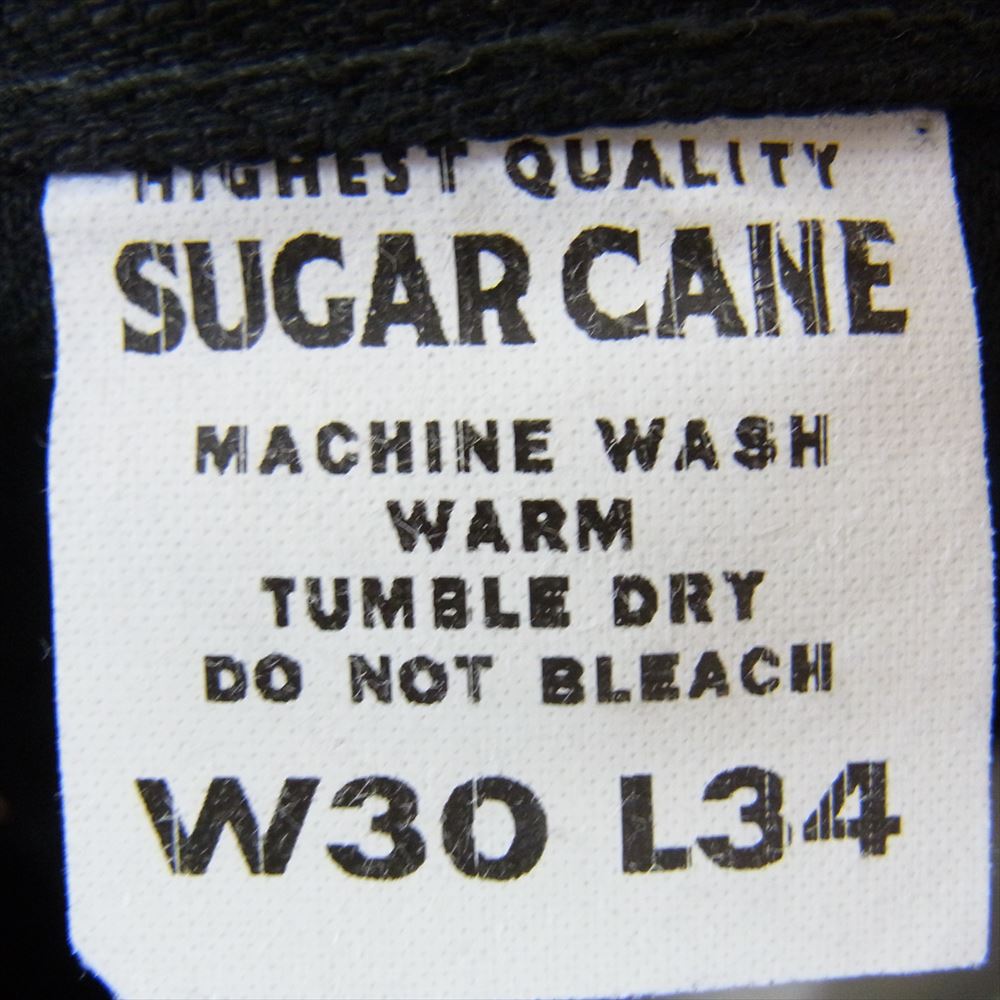 HIGHEST QUALITY
SUGAR CANE
MACHINE WASH
WARM
TUMBLE DRY
DO NOT BLEACH
W30 L34